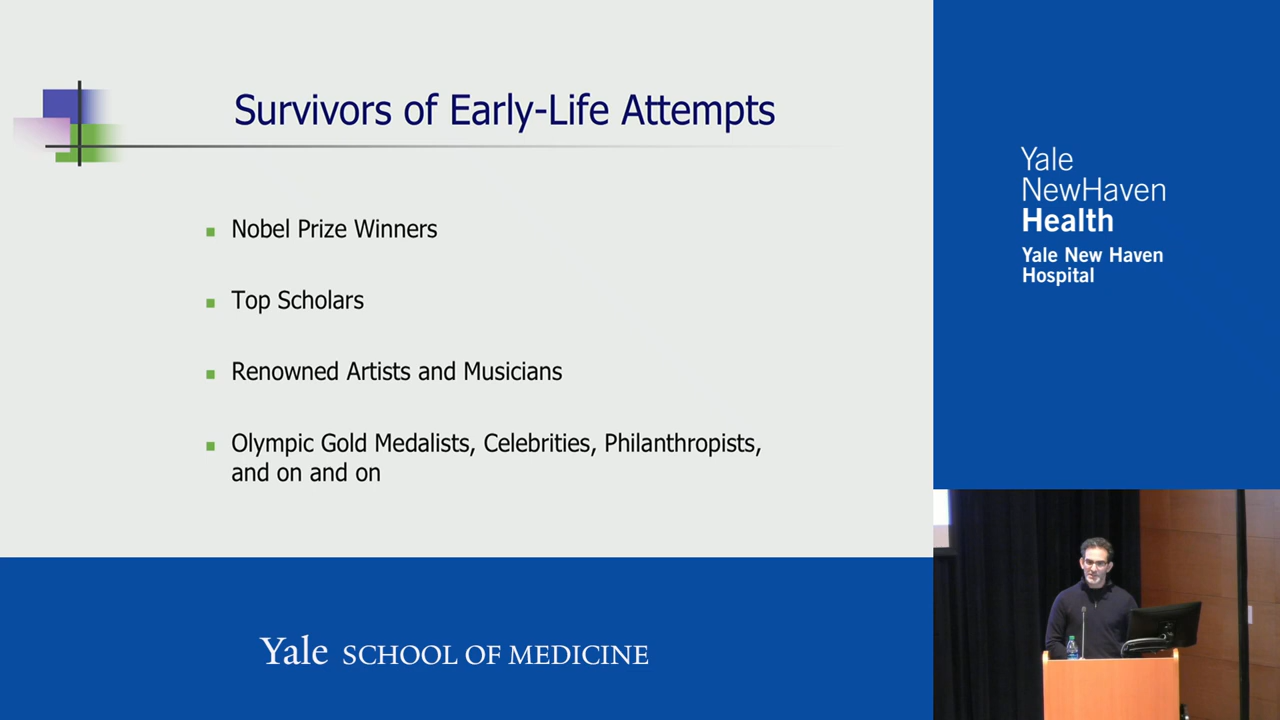 Survivors of Early-Life Attempts
Nobel Prize Winners
Top Scholars
Renowned Artists and Musicians
Olympic Gold Medalists, Celebrities, Philanthropists,
and on and on
Yale
NewHaven
Health
Yale New Haven
Hospital
Yale SCHOOL OF MEDICINE